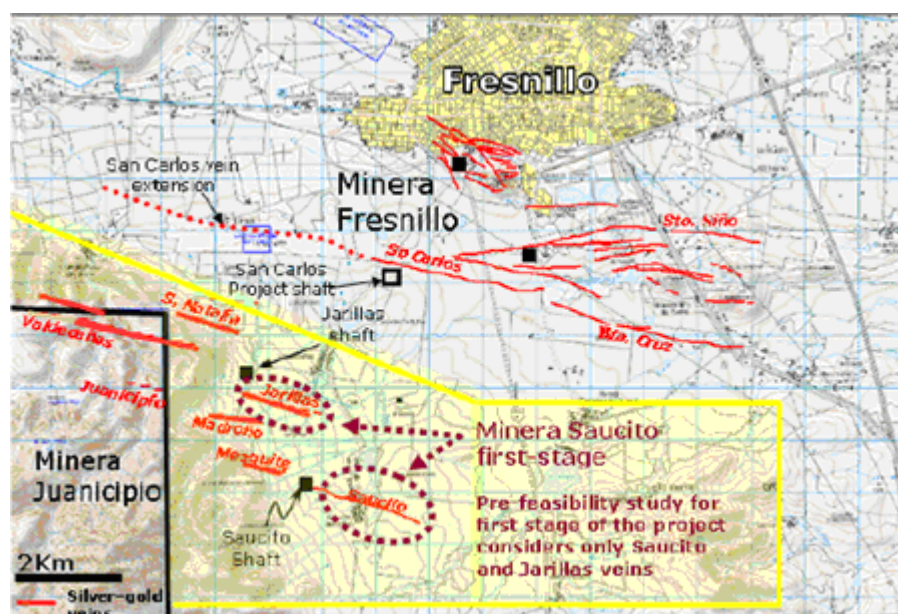 Fresnillo
San Carlos vein
extension
Minera
Fresnillo
Sto. Niño
Sn Carlos
San Carlos
Project shaft
S. Natalia
Jarillas
shaft
Valdecañas
Bta. Cruz
Juanicipio
Jarillas
Madroño
Minera Saucito
first-stage
Mezquite
Minera
Juanicipio
Saucito
Pre feasibility study for
first stage of the project
considers only Saucito
and Jarillas veins
Saucito
Shaft
2Km
Silver-gold
veins